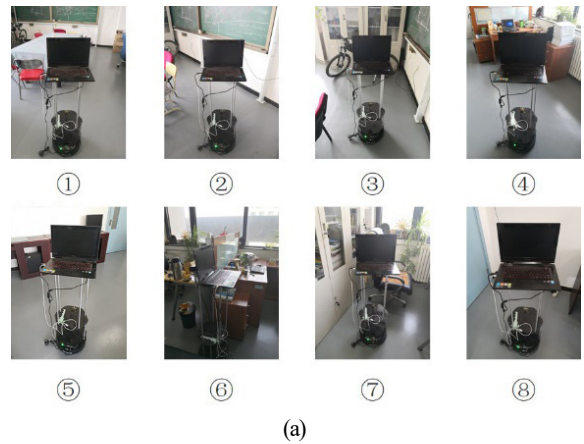 ① ② ③ ④
⑤ ⑥ ⑦ ⑧
(a)